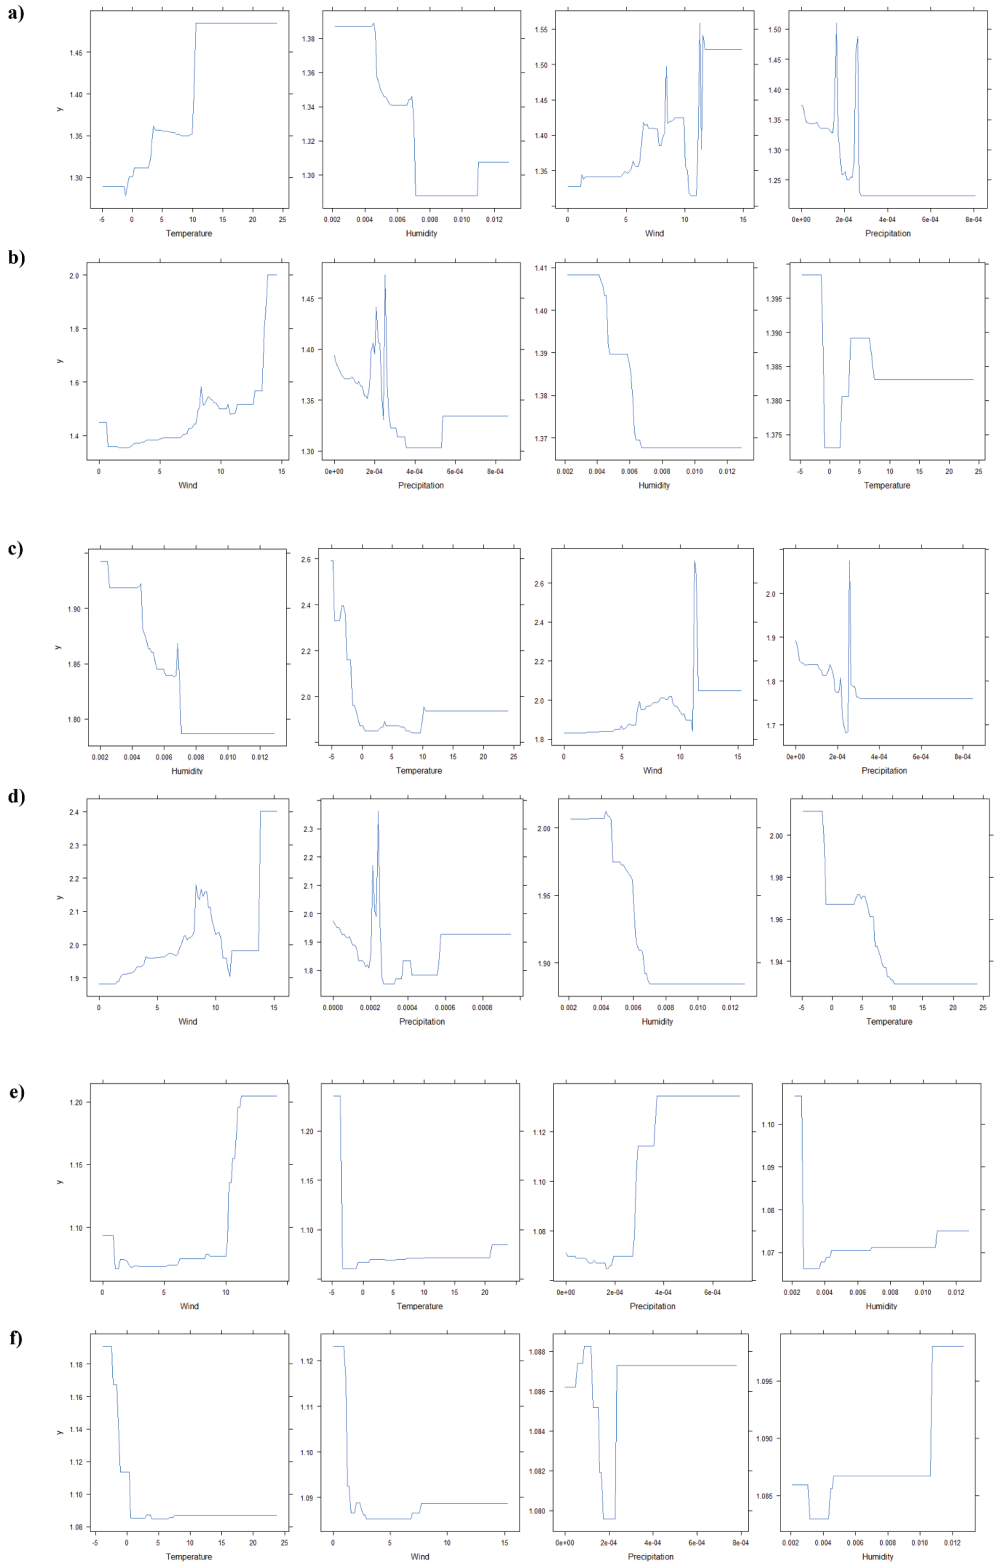 a)
1.45
1.40
1.35
1.30
y
-5 0 5 10 15 20 25
Temperature
1.38
1.36
1.34
1.32
1.30
0.002 0.004 0.006 0.008 0.010 0.012
Humidity
1.55
1.50
1.45
1.40
1.35
0 5 10 15
Wind
1.50
1.45
1.40
1.35
1.30
1.25
0e+00 2e-04 4e-04 6e-04 8e-04
Precipitation
b)
2.0
1.8
1.6
1.4
y
0 5 10 15
Wind
1.45
1.40
1.35
1.30
0e+00 2e-04 4e-04 6e-04 8e-04
Precipitation
1.41
1.40
1.39
1.38
1.37
0.002 0.004 0.006 0.008 0.010 0.012
Humidity
1.395
1.390
1.385
1.380
1.375
-5 0 5 10 15 20 25
Temperature
c)
1.90
1.85
1.80
y
0.002 0.004 0.006 0.008 0.010 0.012
Humidity
2.6
2.4
2.2
2.0
-5 0 5 10 15 20 25
Temperature
2.6
2.4
2.2
2.0
1.8
0 5 10 15
Wind
2.0
1.9
1.8
1.7
0e+00 2e-04 4e-04 6e-04 8e-04
Precipitation
d)
2.4
2.3
2.2
2.1
2.0
1.9
y
0 5 10 15
Wind
2.3
2.2
2.1
2.0
1.9
1.8
0.0000 0.0002 0.0004 0.0006 0.0008
Precipitation
2.00
1.95
1.90
0.002 0.004 0.006 0.008 0.010 0.012
Humidity
2.00
1.98
1.96
1.94
-5 0 5 10 15 20 25
Temperature
e)
1.20
1.15
1.10
y
0 5 10
Wind
1.20
1.15
1.10
-5 0 5 10 15 20
Temperature
1.12
1.10
1.08
0e+00 2e-04 4e-04 6e-04
Precipitation
1.10
1.09
1.08
1.07
0.002 0.004 0.006 0.008 0.010 0.012
Humidity
f)
1.18
1.16
1.14
1.12
1.10
1.08
y
-5 0 5 10 15 20 25
Temperature
1.12
1.11
1.10
1.09
0 5 10 15
Wind
1.088
1.086
1.084
1.082
1.080
0e+00 2e-04 4e-04 6e-04 8e-04
Precipitation
1.095
1.090
1.085
0.002 0.004 0.006 0.008 0.010 0.012
Humidity